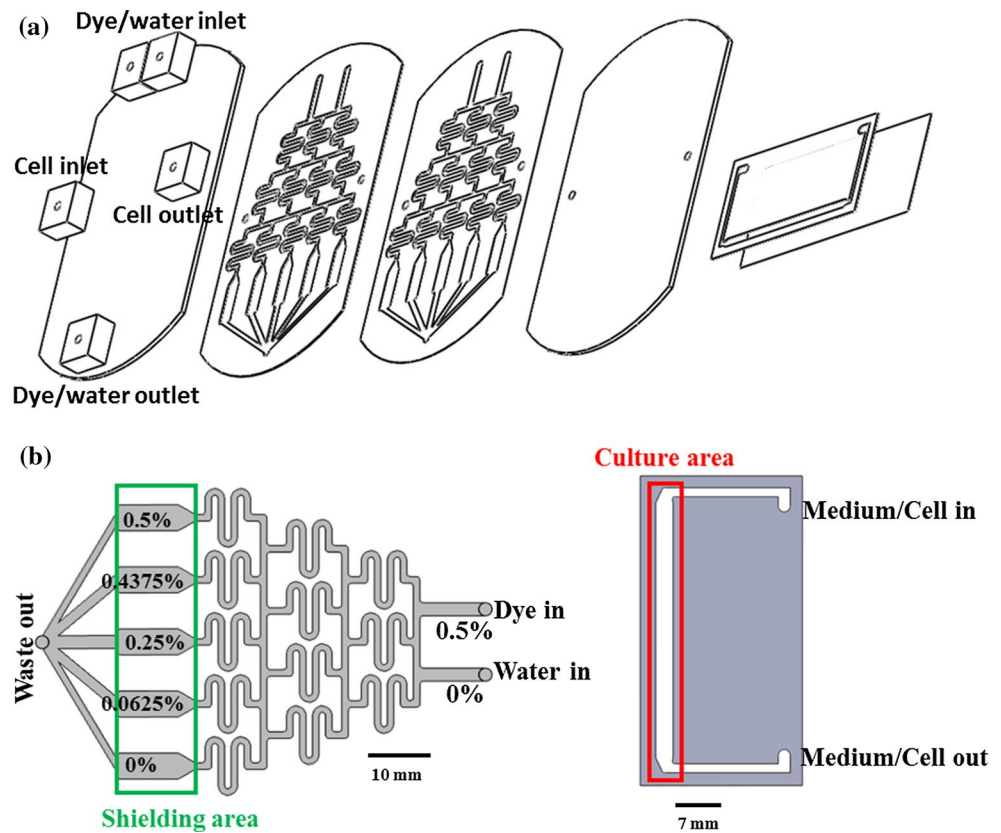 (a)
Dye/water inlet
Cell inlet
Cell outlet
Dye/water outlet
(b)
0.5%
0.4375%
0.25%
0.0625%
0%
Waste out
Dye in
0.5%
Water in
0%
10 mm
Shielding area
Culture area
Medium/Cell in
Medium/Cell out
7 mm